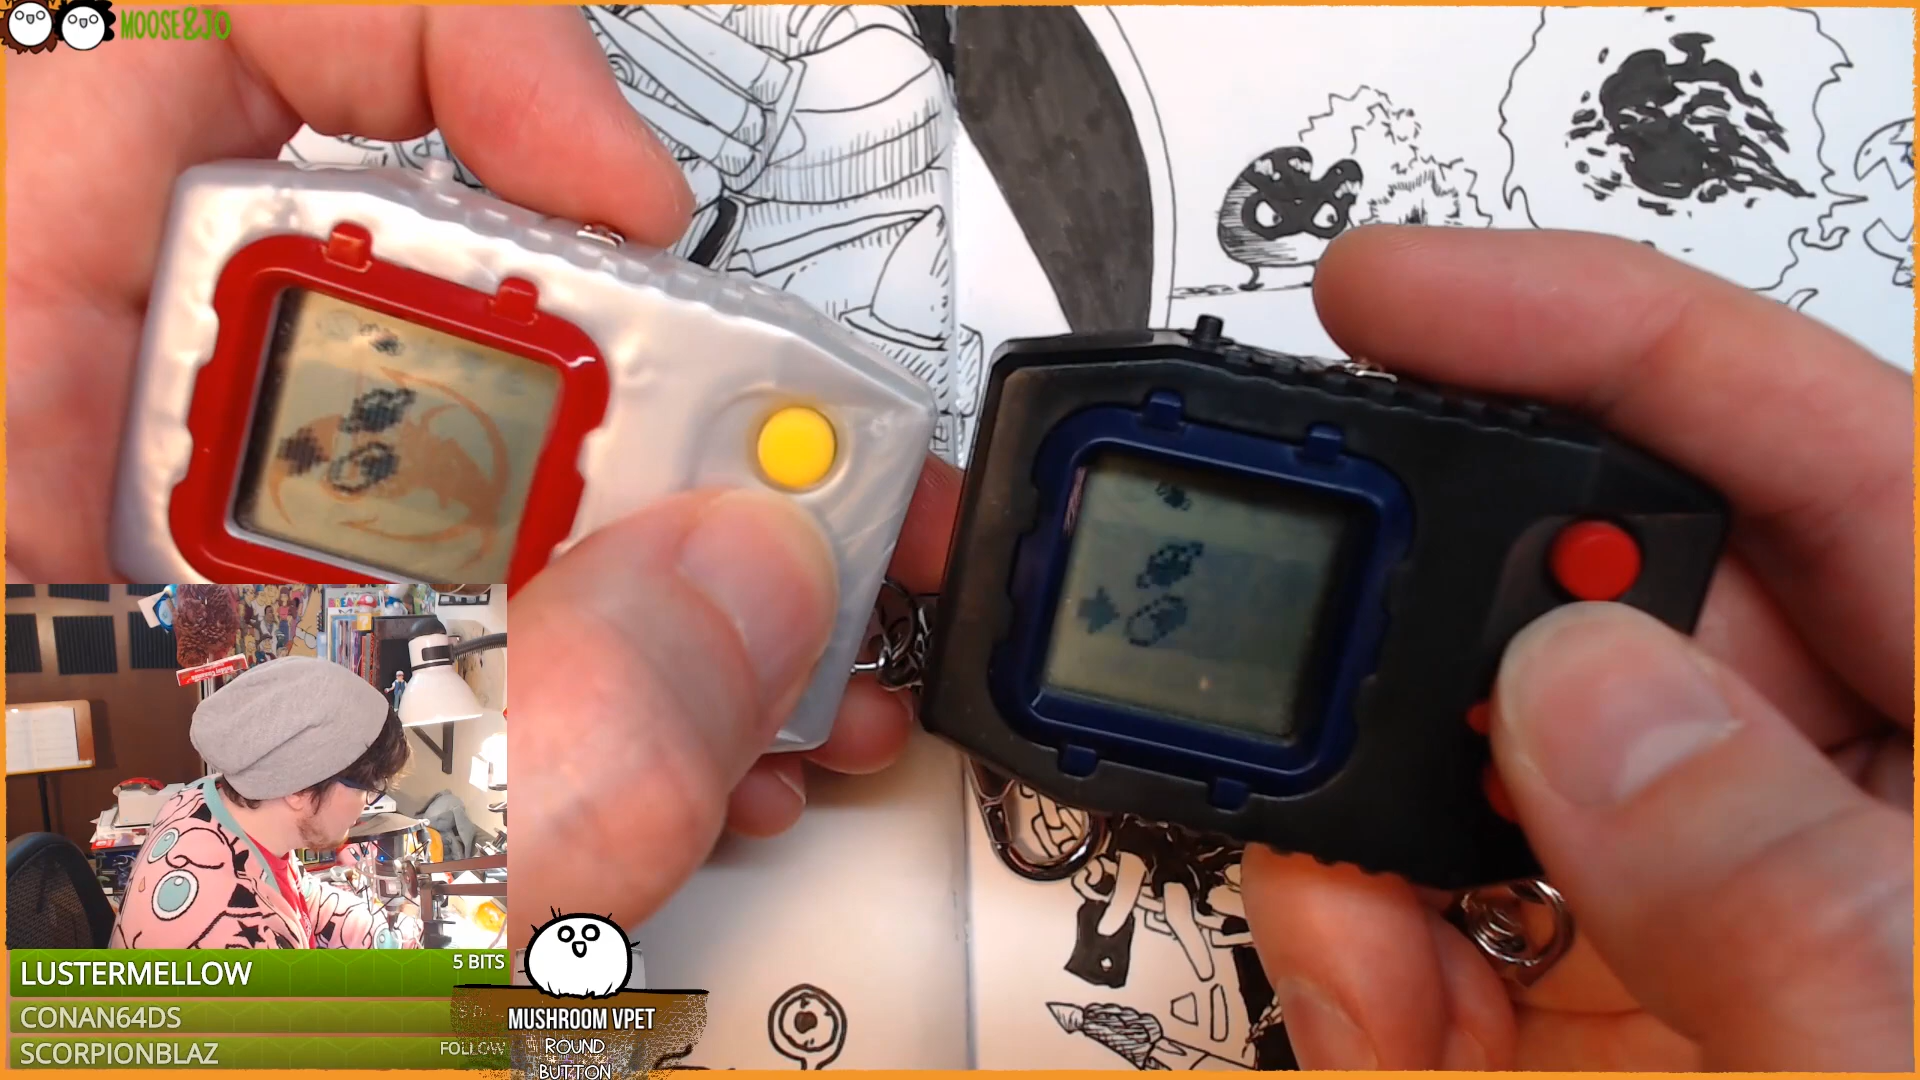 MOOSE&JO
LUSTERMELLOW
5 BITS
CONAN64DS
SCORPIONBLAZ
FOLLOW
MUSHROOM VPET
ROUND
BUTTON